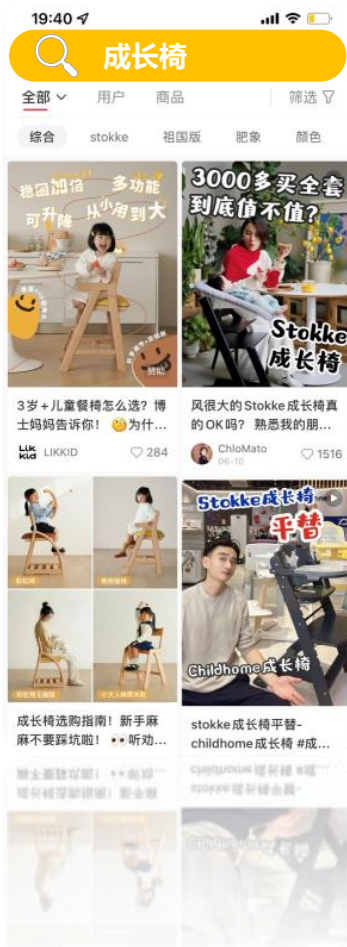 19:40
成长椅
全部
用户
商品
筛选
综合
stokke
祖国版
肥象
颜色
稳固加倍
多功能
可升降
从小用到大
赞助
3000多买全套
到底值不值?
Stokke
成长椅
3岁+儿童餐椅怎么选?博
士妈妈告诉你!🧐为什...
Lik
kid
LIKKID
284
风很大的Stokke成长椅真
的OK吗? 熟悉我的朋...
ChloMato
06-10
1516
Stokke成长椅
平替
Childhome成长椅
成长椅选购指南!新手麻
麻不要踩坑啦! 👀听劝...
stokke成长椅平替-
childhome成长椅 #成...